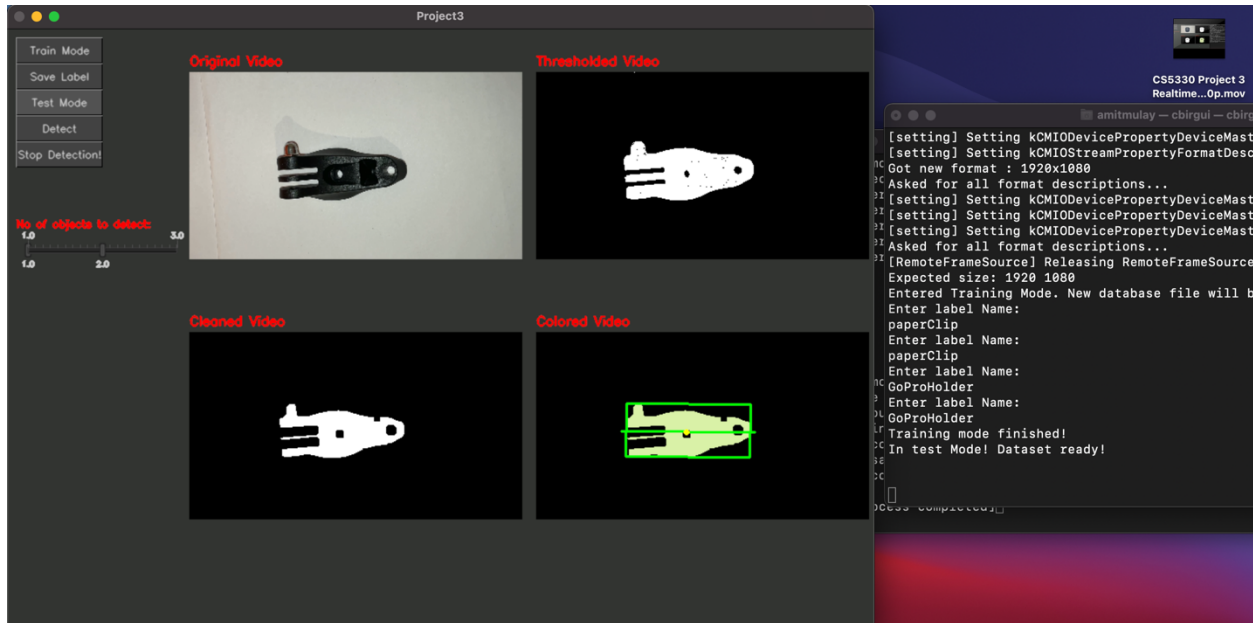 Project3
Train Mode
Save Label
Test Mode
Detect
Stop Detection!
No of objects to detect:
1.0 3.0
1.0 2.0
Original Video
Thresholded Video
Cleaned Video
Colored Video
CS5330 Project 3
Realtime...0p.mov
amitmulay — cbirgui — cbirg
[setting] Setting kCMIODevicePropertyDeviceMast
[setting] Setting kCMIOStreamPropertyFormatDesc
Got new format : 1920x1080
Asked for all format descriptions...
[setting] Setting kCMIODevicePropertyDeviceMast
[setting] Setting kCMIODevicePropertyDeviceMast
[setting] Setting kCMIODevicePropertyDeviceMast
Asked for all format descriptions...
[RemoteFrameSource] Releasing RemoteFrameSource
Expected size: 1920 1080
Entered Training Mode. New database file will b
Enter label Name:
paperClip
Enter label Name:
paperClip
Enter label Name:
GoProHolder
Enter label Name:
GoProHolder
Training mode finished!
In test Mode! Dataset ready!
completed]